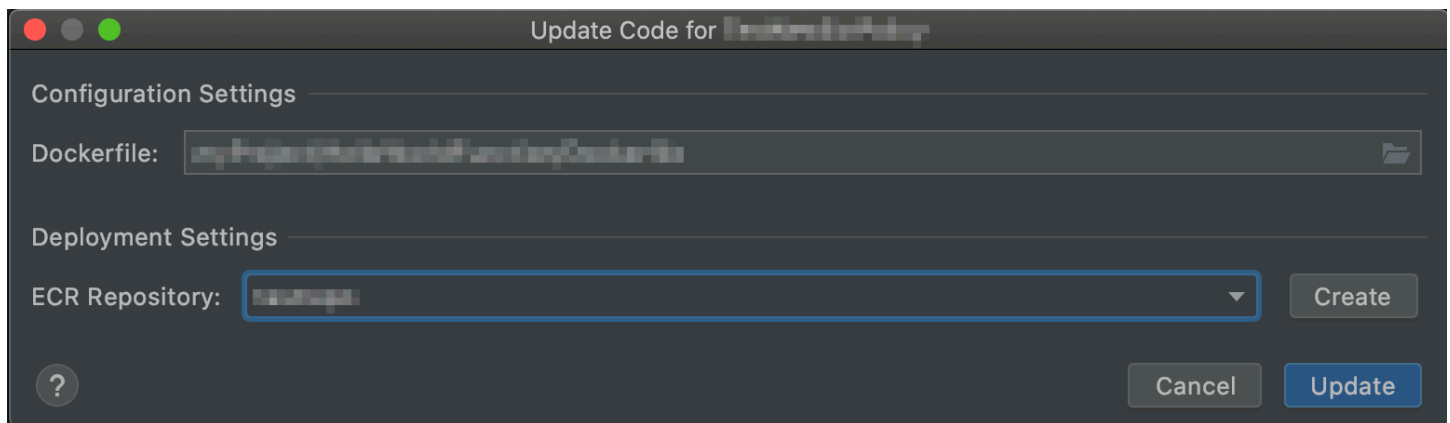 Update Code for
Configuration Settings
Dockerfile:
Deployment Settings
ECR Repository:
Create
?
Cancel
Update